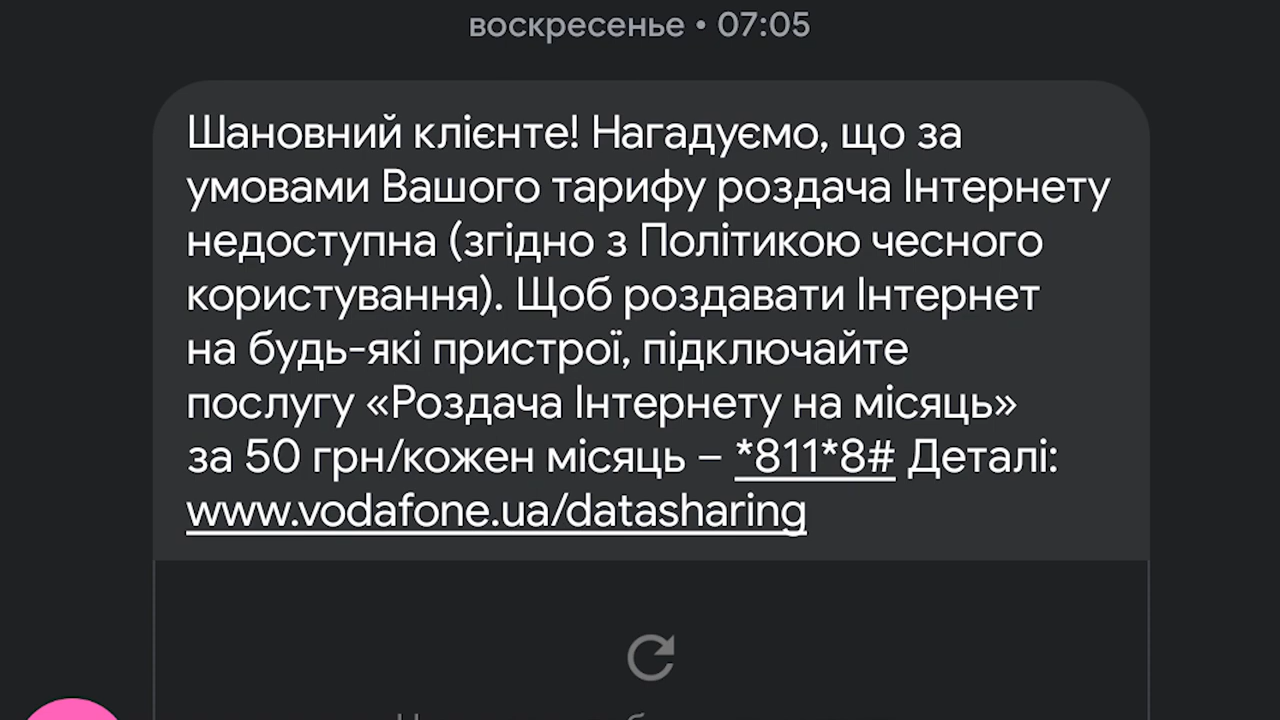 воскресенье • 07:05
Шановний клієнте! Нагадуємо, що за
умовами Вашого тарифу роздача Інтернету
недоступна (згідно з Політикою чесного
користування). Щоб роздавати Інтернет
на будь-які пристрої, підключайте
послугу «Роздача Інтернету на місяць»
за 50 грн/кожен місяць – *811*8# Деталі:
www.vodafone.ua/datasharing